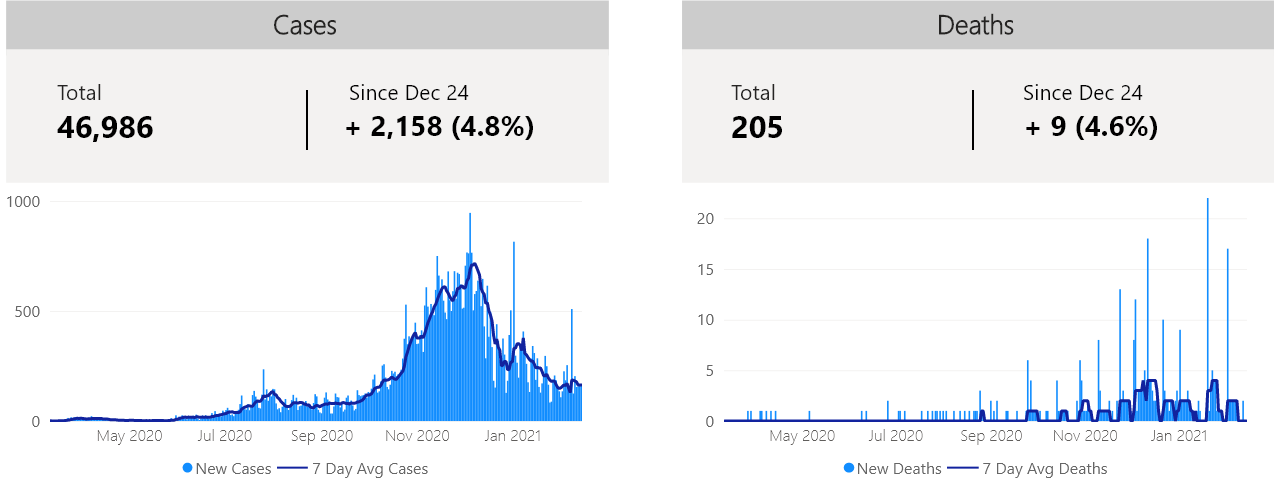 Cases
Total
46,986
Since Dec 24
+ 2,158 (4.8%)
1000
500
0
May 2020 Jul 2020 Sep 2020 Nov 2020 Jan 2021
New Cases 7 Day Avg Cases
Deaths
Total
205
Since Dec 24
+ 9 (4.6%)
20
15
10
5
0
May 2020 Jul 2020 Sep 2020 Nov 2020 Jan 2021
New Deaths 7 Day Avg Deaths